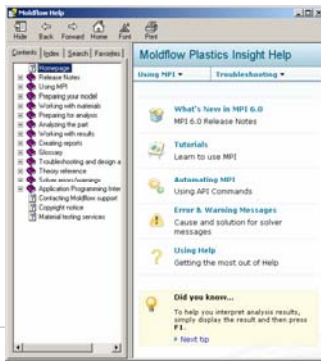 Moldflow Help
Hide Back Forward Home Font Print
Contents Index Search Favorites
Homepage
Release Notes
Using MPI
Preparing your model
Working with materials
Preparing for analysis
Analyzing the part
Working with results
Creating reports
Glossary
Troubleshooting and design a
Theory reference
Solver errors/warnings
Application Programming Inter
Contacting Moldflow support
Copyright notice
Material testing services
Moldflow Plastics Insight Help
Using MPI Troubleshooting
What's New in MPI 6.0
MPI 6.0 Release Notes
Tutorials
Learn to use MPI
Automating MPI
Using API Commands
Error & Warning Messages
Cause and solution for solver
messages
Using Help
Getting the most out of Help
Did you know...
To help you interpret analysis results,
simply display the result and then press
F1.
Next tip